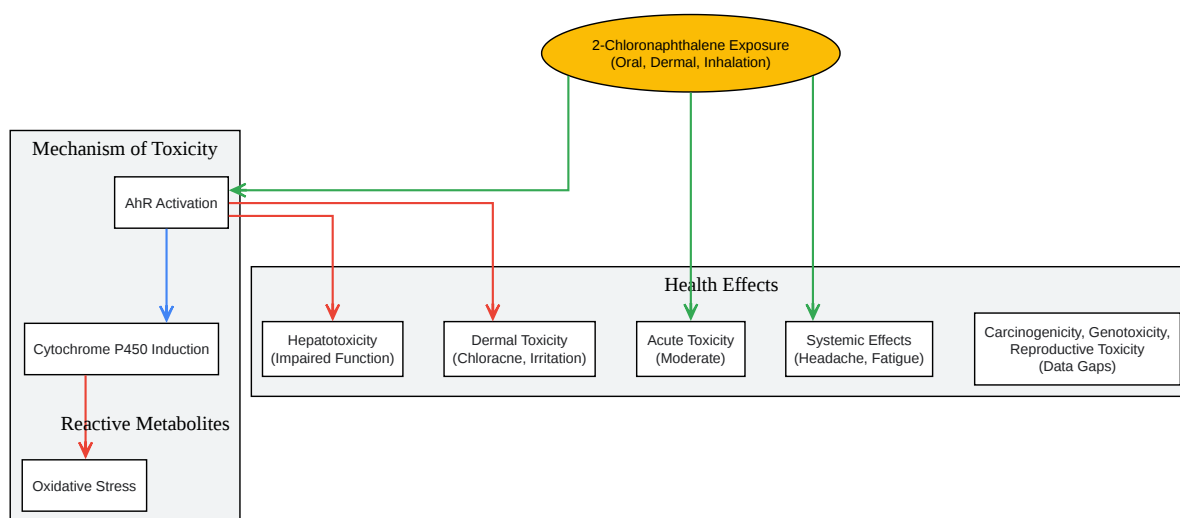 2-Chloronaphthalene Exposure
(Oral, Dermal, Inhalation)
Mechanism of Toxicity
AhR Activation
Cytochrome P450 Induction
Reactive Metabolites
Oxidative Stress
Health Effects
Hepatotoxicity
(Impaired Function)
Dermal Toxicity
(Chloracne, Irritation)
Acute Toxicity
(Moderate)
Systemic Effects
(Headache, Fatigue)
Carcinogenicity, Genotoxicity,
Reproductive Toxicity
(Data Gaps)